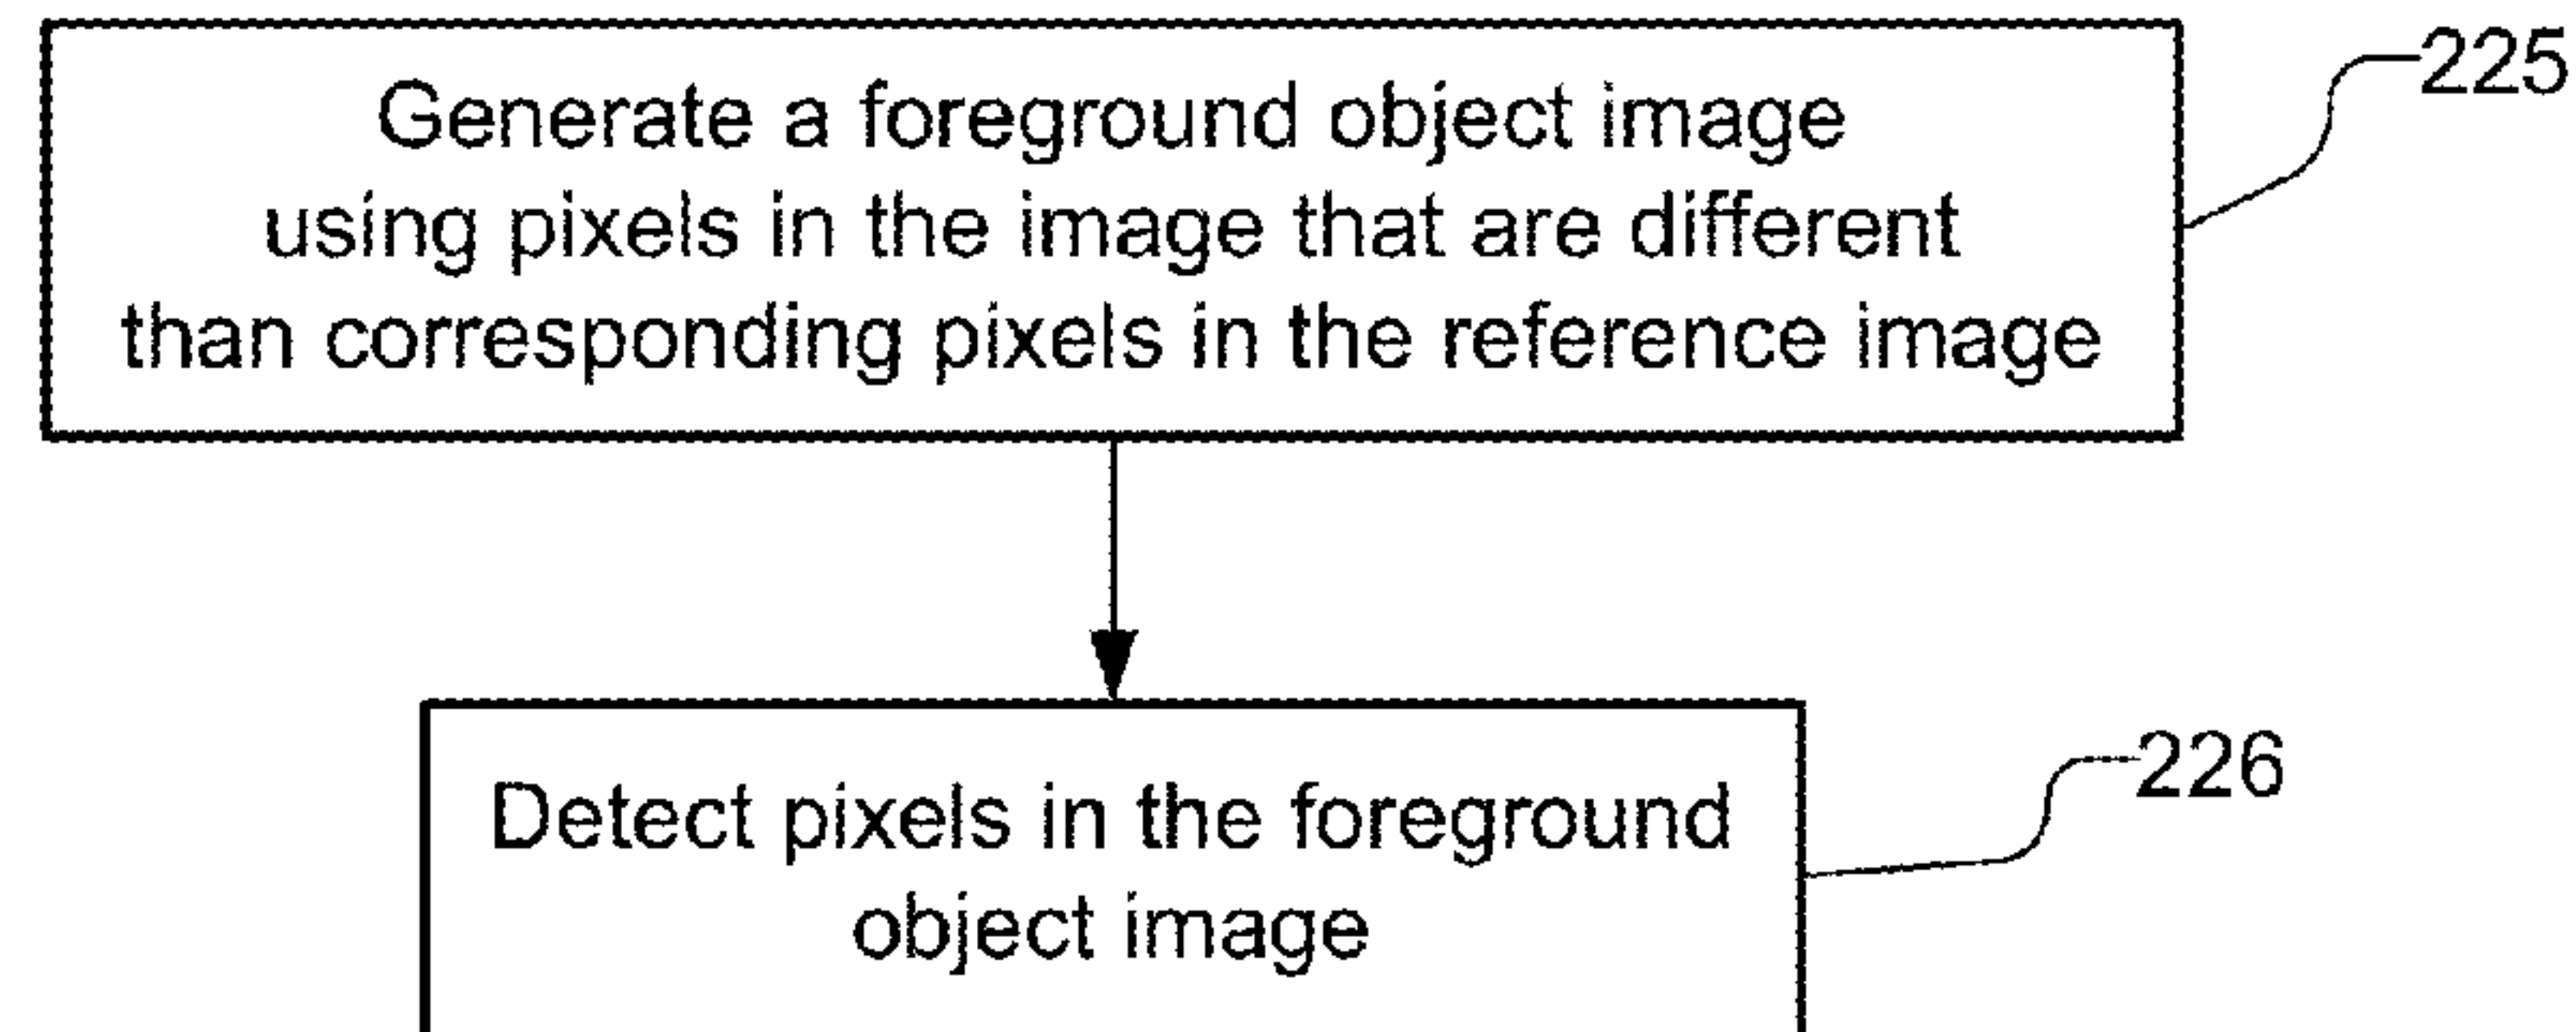 Generate a foreground object image
using pixels in the image that are different
than corresponding pixels in the reference image
225
Detect pixels in the foreground
object image
226